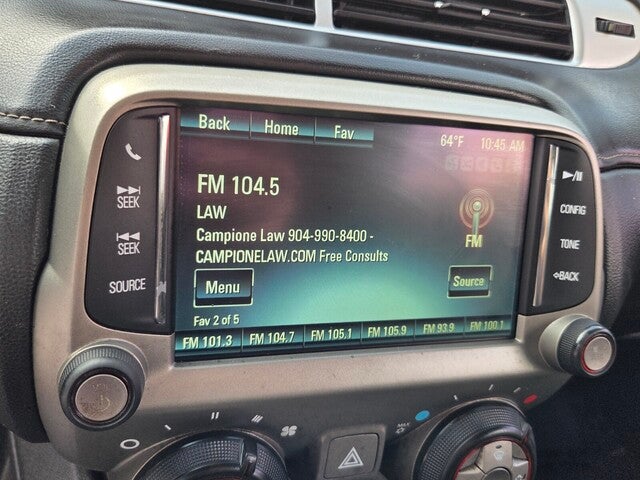 Back Home Fav 64°F 10:45 AM
FM 104.5
LAW
Campione Law 904-990-8400 -
CAMPIONELAW.COM Free Consults
FM
Menu Source
Fav 2 of 5
FM 101.3 FM 104.7 FM 105.1 FM 105.9 FM 93.9 FM 100.1
SEEK
SEEK
SOURCE
CONFIG
TONE
BACK
MAX